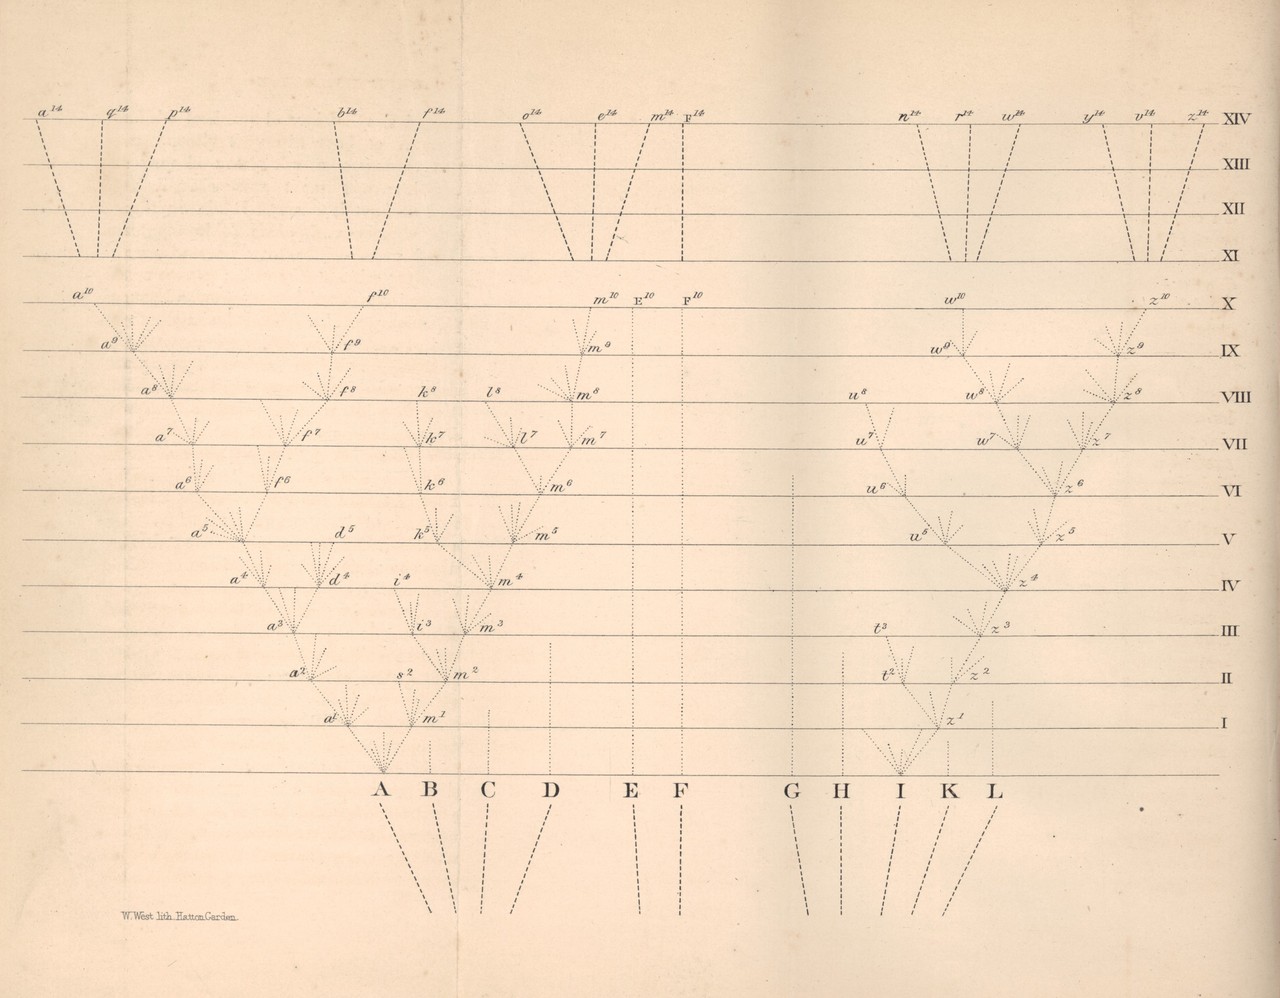 a¹⁴ q¹⁴ p¹⁴ b¹⁴ f¹⁴ o¹⁴ e¹⁴ m¹⁴ F¹⁴ n¹⁴ r¹⁴ w¹⁴ y¹⁴ v¹⁴ z¹⁴ XIV
XIII
XII
XI
a¹⁰ f¹⁰ m¹⁰ E¹⁰ F¹⁰ w¹⁰ z¹⁰ X
a⁹ f⁹ m⁹ w⁹ z⁹ IX
a⁸ f⁸ k⁸ l⁸ m⁸ u⁸ w⁸ z⁸ VIII
a⁷ f⁷ k⁷ l⁷ m⁷ u⁷ w⁷ z⁷ VII
a⁶ f⁶ k⁶ m⁶ u⁶ z⁶ VI
a⁵ d⁵ k⁵ m⁵ u⁵ z⁵ V
a⁴ d⁴ i⁴ m⁴ z⁴ IV
a³ i³ m³ t³ z³ III
a² s² m² t² z² II
a¹ m¹ z¹ I
A B C D E F G H I K L
W. West lith. Hatton Garden.